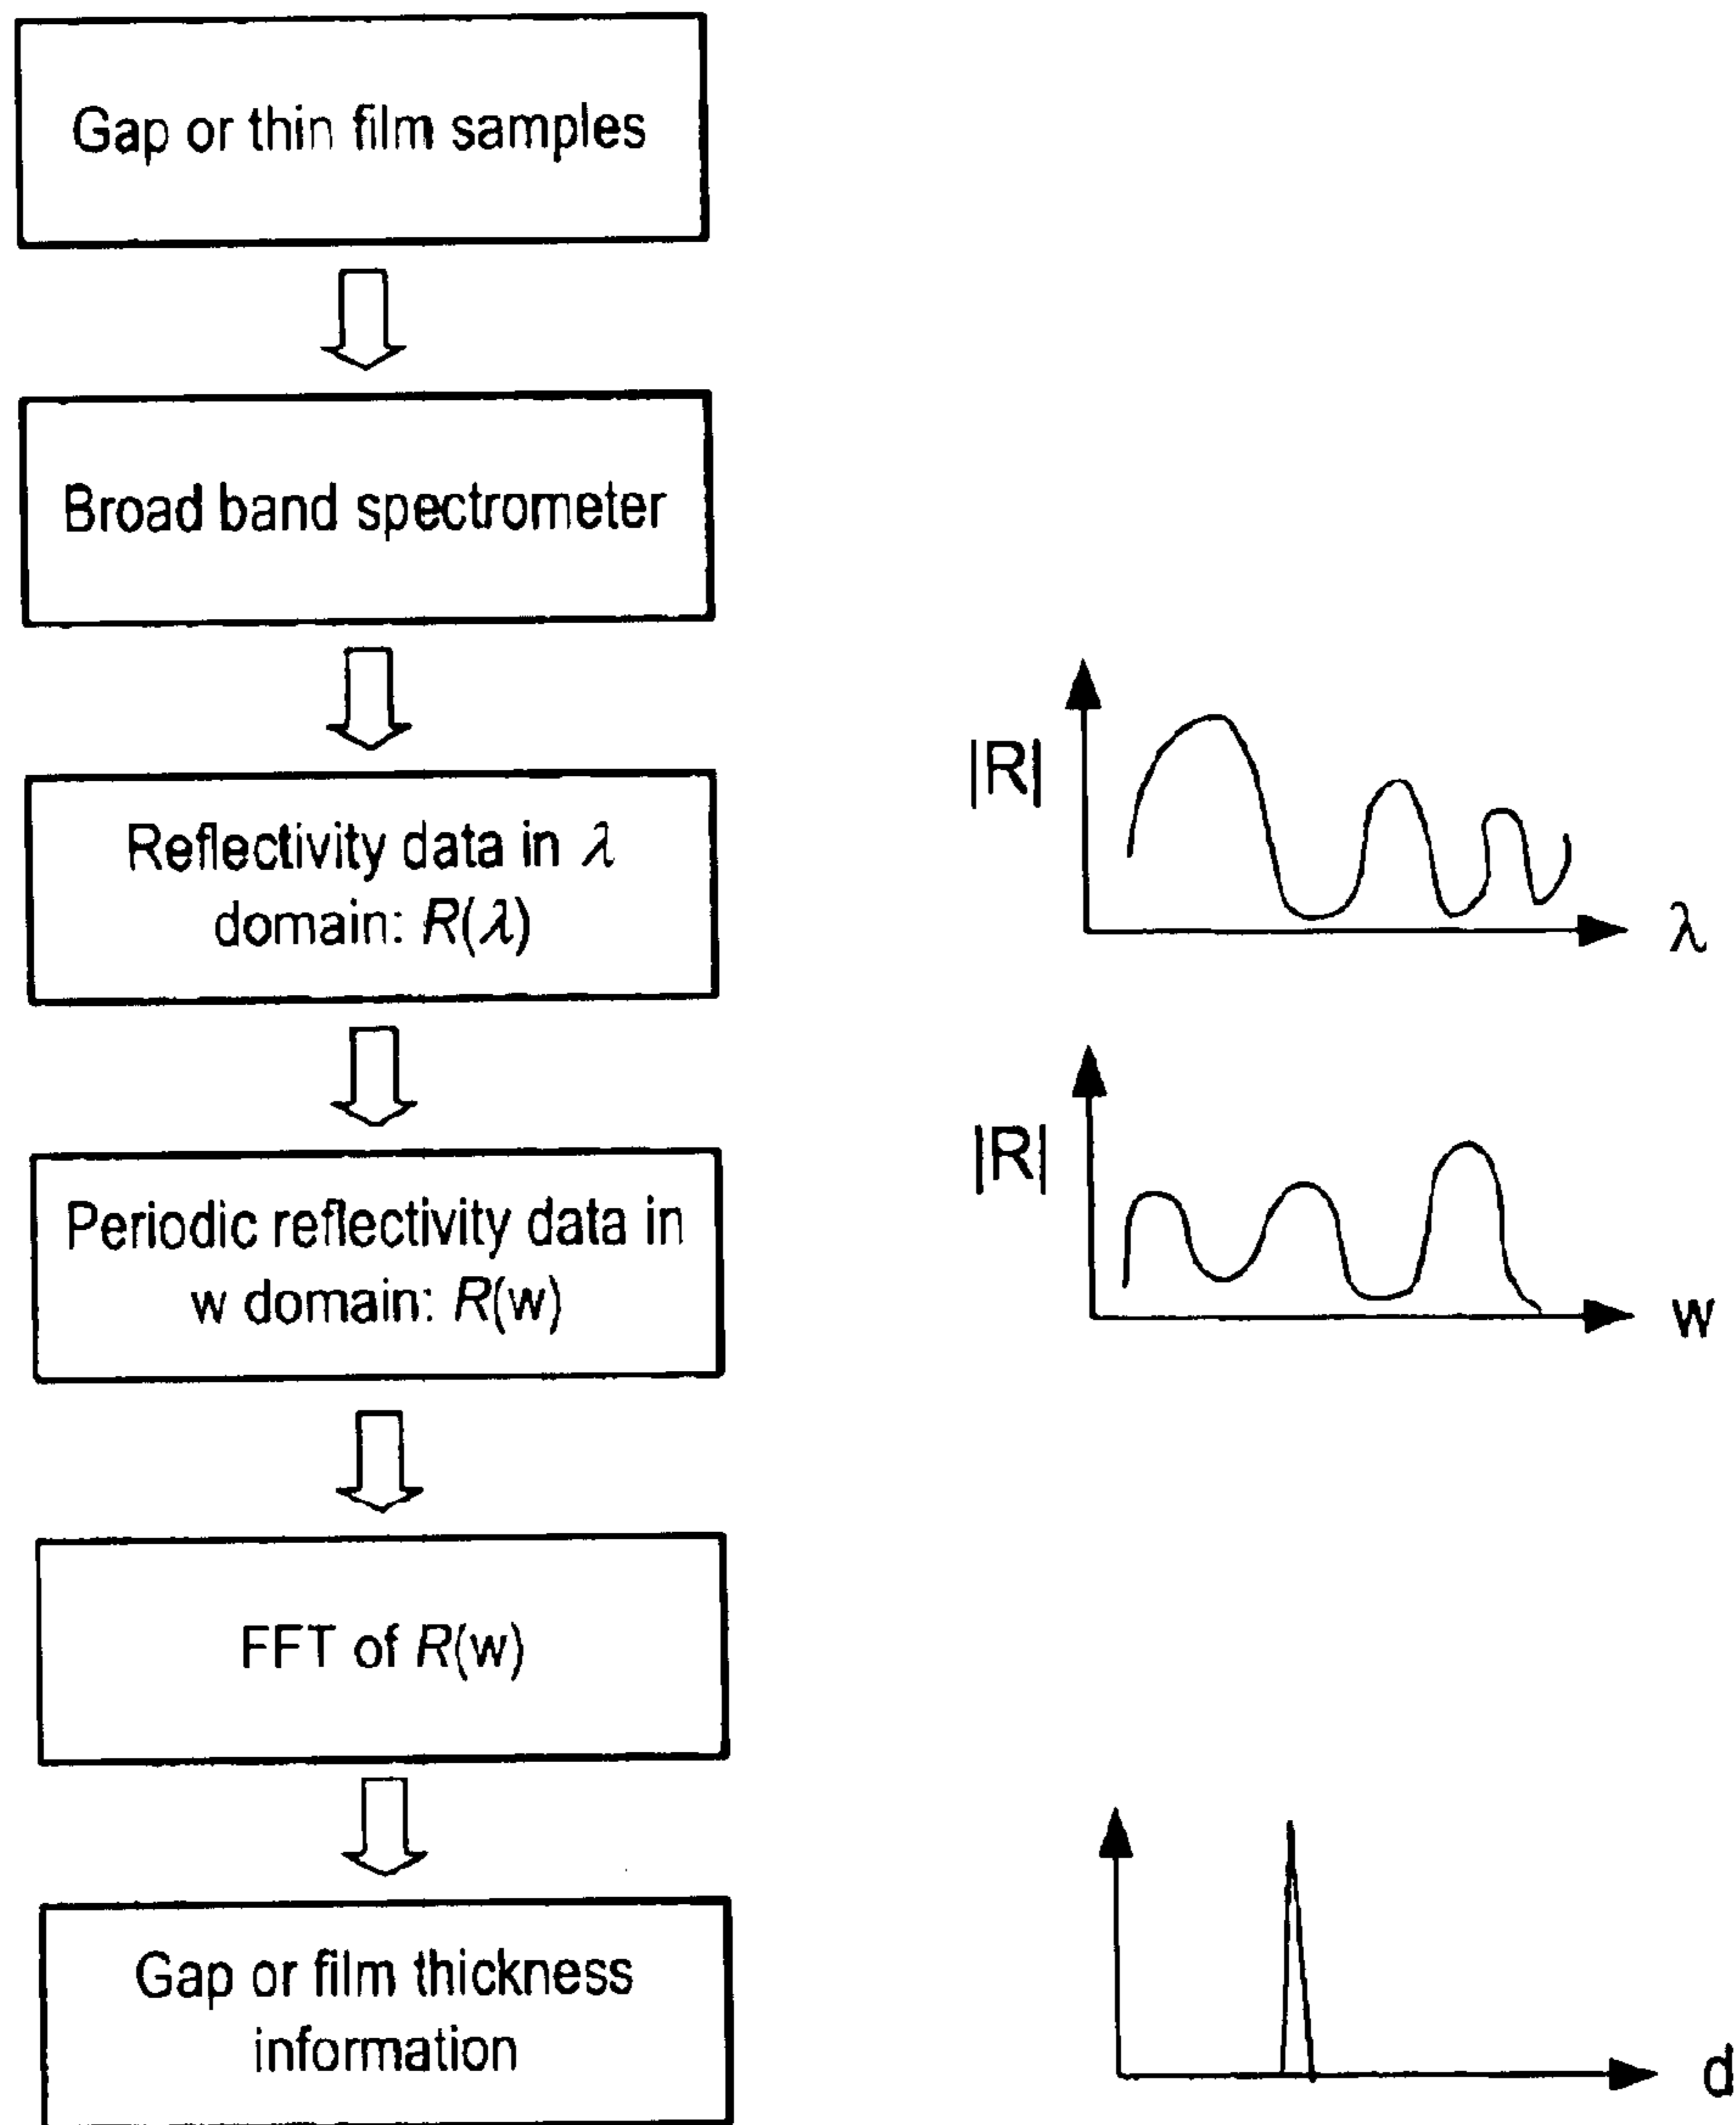 Gap or thin film samples
Broad band spectrometer
Reflectivity data in λ
domain: R(λ)
|R|
λ
Periodic reflectivity data in
w domain: R(w)
|R|
w
FFT of R(w)
Gap or film thickness
information
d